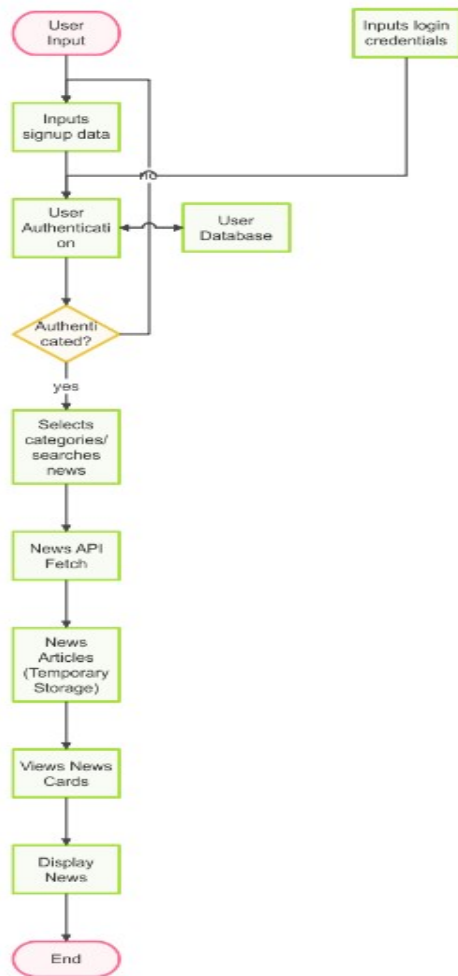 User
Input
Inputs login
credentials
Inputs
signup data
no
User
Authenticati
on
User
Database
Authenti
cated?
yes
Selects
categories/
searches
news
News API
Fetch
News
Articles
(Temporary
Storage)
Views News
Cards
Display
News
End